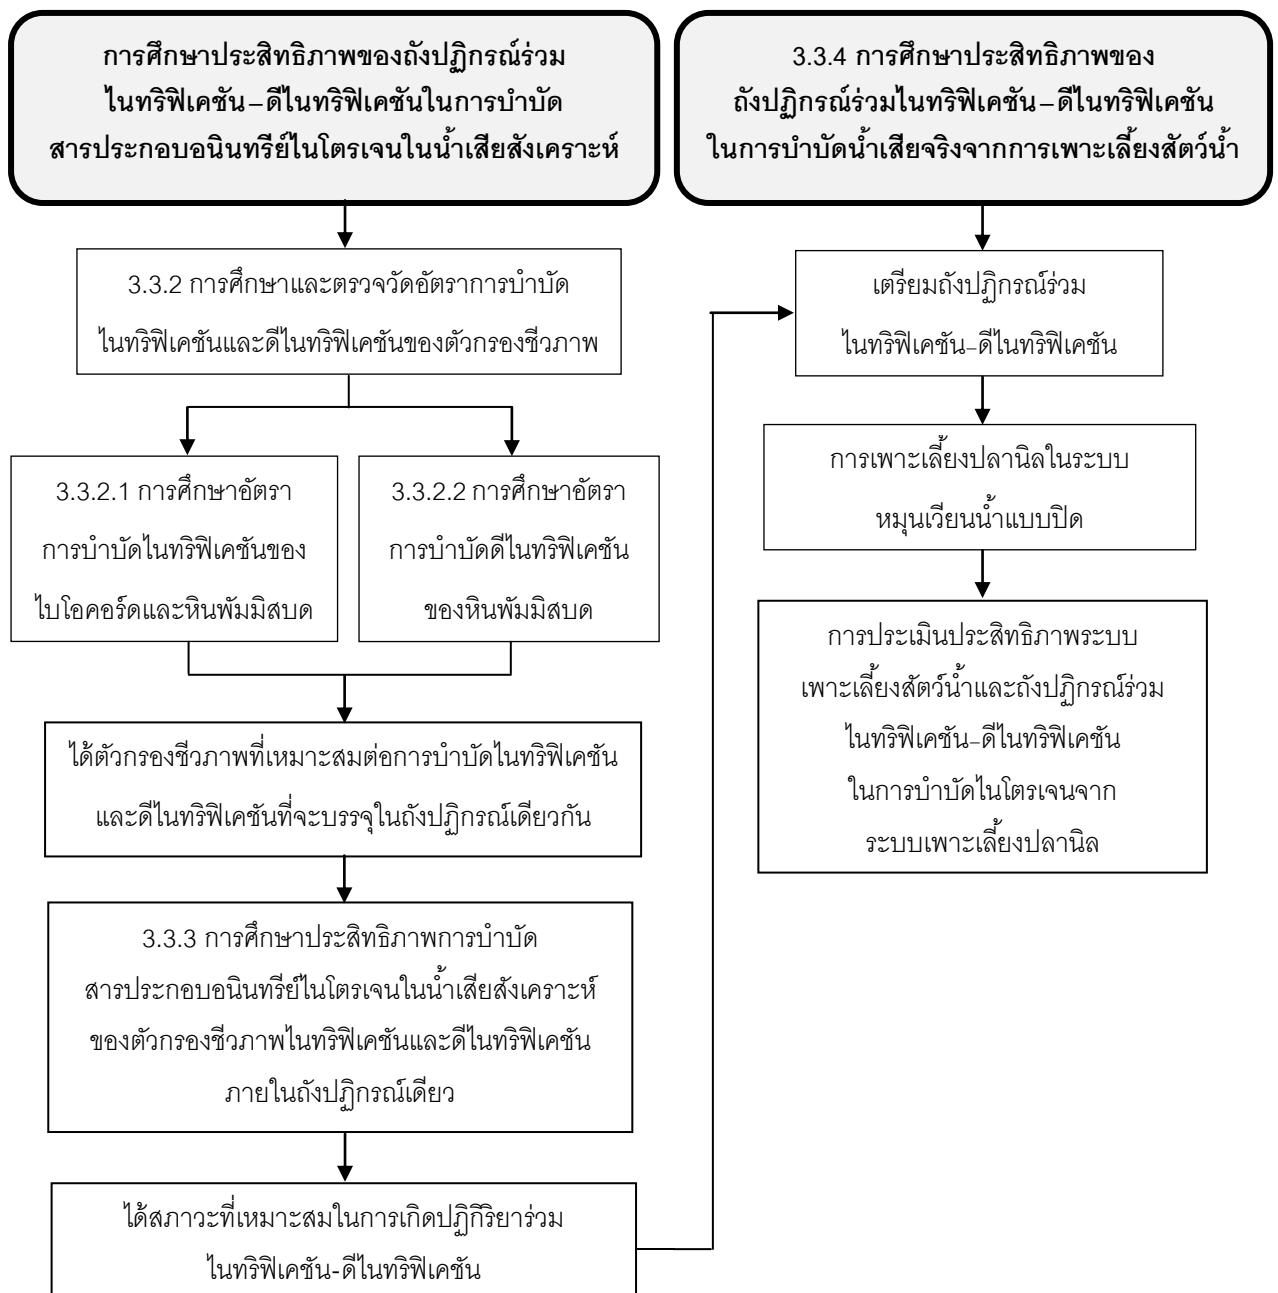 การศึกษาประสิทธิภาพของถังปฏิกรณ์ร่วม
ไนทริฟิเคชัน–ดีไนทริฟิเคชันในการบำบัด
สารประกอบอนินทรีย์ไนโตรเจนในน้ำเสียสังเคราะห์
3.3.2 การศึกษาและตรวจวัดอัตราการบำบัด
ไนทริฟิเคชันและดีไนทริฟิเคชันของตัวกรองชีวภาพ
3.3.2.1 การศึกษาอัตรา
การบำบัดไนทริฟิเคชันของ
ไบโอคอร์ดและหินพัมมิสบด
3.3.2.2 การศึกษาอัตรา
การบำบัดดีไนทริฟิเคชัน
ของหินพัมมิสบด
ได้ตัวกรองชีวภาพที่เหมาะสมต่อการบำบัดไนทริฟิเคชัน
และดีไนทริฟิเคชันที่จะบรรจุในถังปฏิกรณ์เดียวกัน
3.3.3 การศึกษาประสิทธิภาพการบำบัด
สารประกอบอนินทรีย์ไนโตรเจนในน้ำเสียสังเคราะห์
ของตัวกรองชีวภาพไนทริฟิเคชันและดีไนทริฟิเคชัน
ภายในถังปฏิกรณ์เดียว
ได้สภาวะที่เหมาะสมในการเกิดปฏิกิริยาร่วม
ไนทริฟิเคชัน-ดีไนทริฟิเคชัน
3.3.4 การศึกษาประสิทธิภาพของ
ถังปฏิกรณ์ร่วมไนทริฟิเคชัน–ดีไนทริฟิเคชัน
ในการบำบัดน้ำเสียจริงจากการเพาะเลี้ยงสัตว์น้ำ
เตรียมถังปฏิกรณ์ร่วม
ไนทริฟิเคชัน–ดีไนทริฟิเคชัน
การเพาะเลี้ยงปลานิลในระบบ
หมุนเวียนน้ำแบบปิด
การประเมินประสิทธิภาพระบบ
เพาะเลี้ยงสัตว์น้ำและถังปฏิกรณ์ร่วม
ไนทริฟิเคชัน–ดีไนทริฟิเคชัน
ในการบำบัดไนโตรเจนจาก
ระบบเพาะเลี้ยงปลานิล